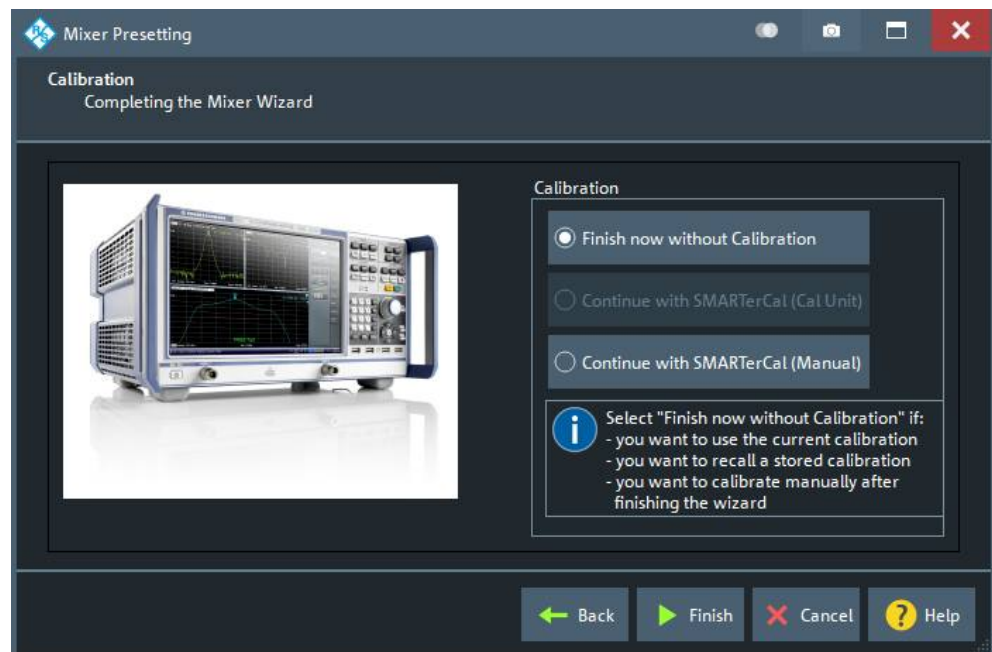 Mixer Presetting
Calibration
Completing the Mixer Wizard
Calibration
Finish now without Calibration
Continue with SMARTerCal (Cal Unit)
Continue with SMARTerCal (Manual)
Select "Finish now without Calibration" if:
- you want to use the current calibration
- you want to recall a stored calibration
- you want to calibrate manually after
finishing the wizard
Back
Finish
Cancel
Help